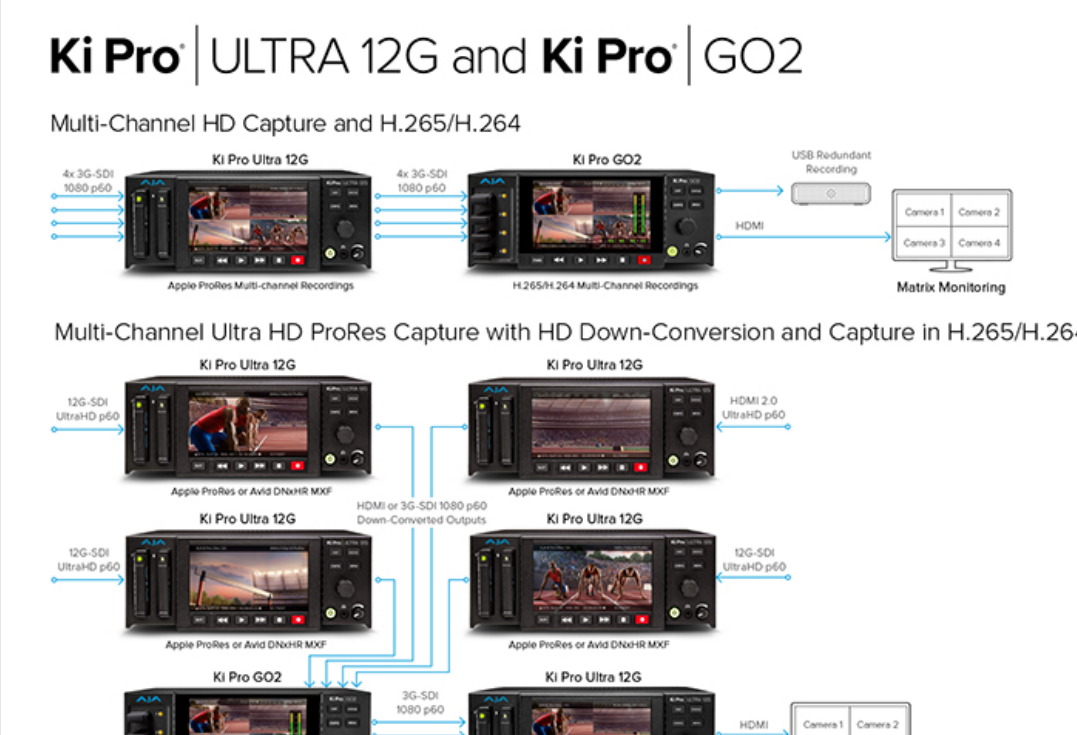 Ki Pro® | ULTRA 12G and Ki Pro® | GO2
Multi-Channel HD Capture and H.265/H.264
Ki Pro Ultra 12G
Ki Pro GO2
USB Redundant
Recording
4x 3G-SDI
1080 p60
4x 3G-SDI
1080 p60
AJA
AJA
HDMI
Camera 1
Camera 2
Camera 3
Camera 4
Apple ProRes Multi-channel Recordings
H.265/H.264 Multi-Channel Recordings
Matrix Monitoring
Multi-Channel Ultra HD ProRes Capture with HD Down-Conversion and Capture in H.265/H.26
Ki Pro Ultra 12G
Ki Pro Ultra 12G
AJA
AJA
12G-SDI
UltraHD p60
HDMI 2.0
UltraHD p60
Apple ProRes or Avid DNxHR MXF
Apple ProRes or Avid DNxHR MXF
HDMI or 3G-SDI 1080 p60
Down-Converted Outputs
Ki Pro Ultra 12G
Ki Pro Ultra 12G
AJA
AJA
12G-SDI
UltraHD p60
12G-SDI
UltraHD p60
Apple ProRes or Avid DNxHR MXF
Apple ProRes or Avid DNxHR MXF
Ki Pro GO2
Ki Pro Ultra 12G
3G-SDI
1080 p60
AJA
AJA
HDMI
Camera 1
Camera 2